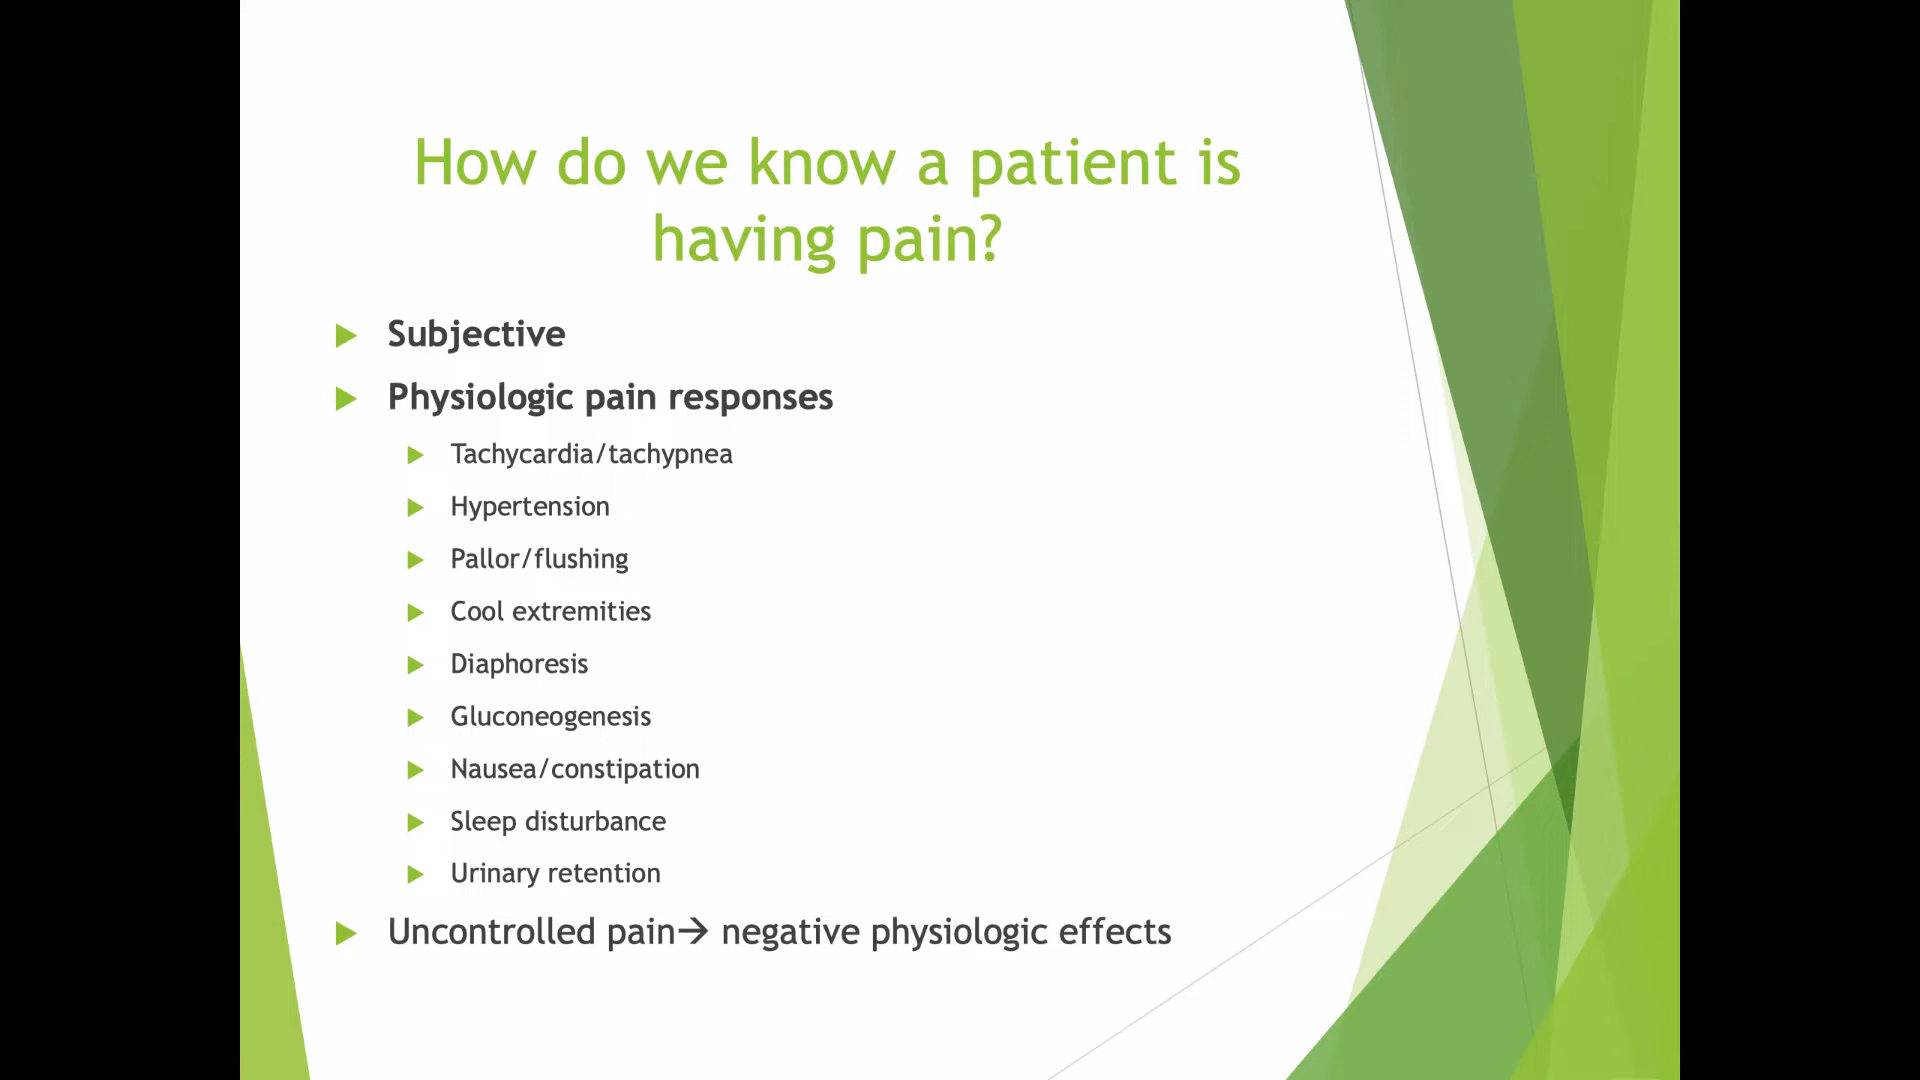 How do we know a patient is
having pain?
Subjective
Physiologic pain responses
Tachycardia/tachypnea
Hypertension
Pallor/flushing
Cool extremities
Diaphoresis
Gluconeogenesis
Nausea/constipation
Sleep disturbance
Urinary retention
Uncontrolled pain→ negative physiologic effects